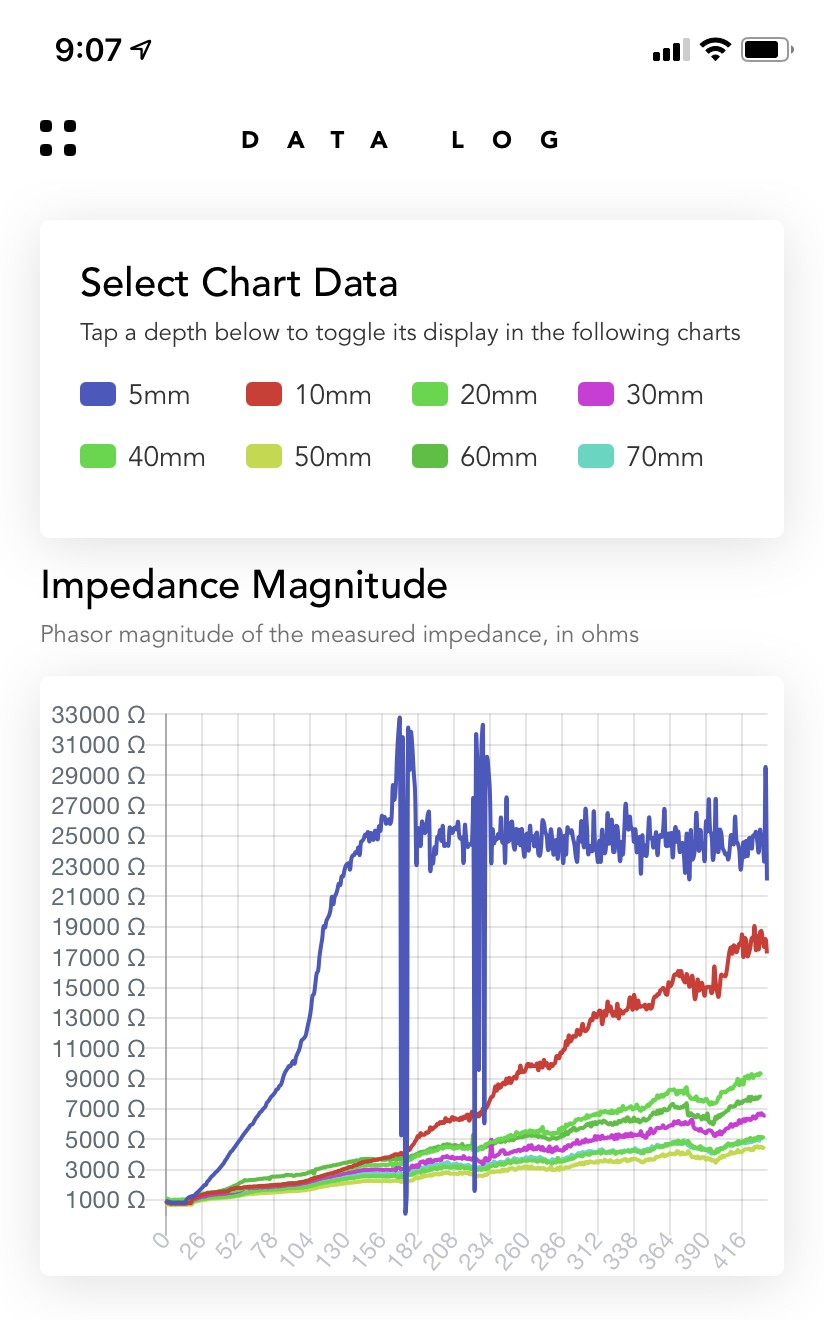 9:07
DATA LOG
Select Chart Data
Tap a depth below to toggle its display in the following charts
5mm 10mm 20mm 30mm
40mm 50mm 60mm 70mm
Impedance Magnitude
Phasor magnitude of the measured impedance, in ohms
33000 Ω
31000 Ω
29000 Ω
27000 Ω
25000 Ω
23000 Ω
21000 Ω
19000 Ω
17000 Ω
15000 Ω
13000 Ω
11000 Ω
9000 Ω
7000 Ω
5000 Ω
3000 Ω
1000 Ω
0 26 52 78 104 130 156 182 208 234 260 286 312 338 364 390 416